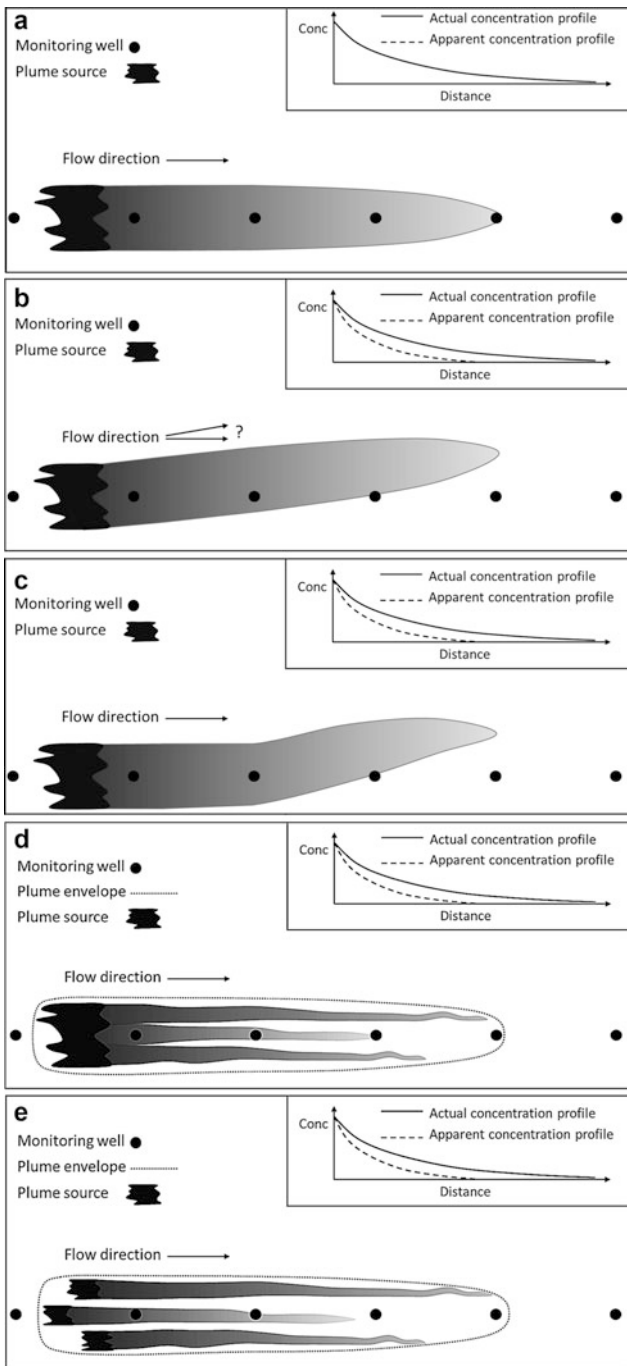 a
Conc
Actual concentration profile
Apparent concentration profile
Distance
Monitoring well
Plume source
Flow direction
b
Conc
Actual concentration profile
Apparent concentration profile
Distance
Monitoring well
Plume source
Flow direction ?
c
Conc
Actual concentration profile
Apparent concentration profile
Distance
Monitoring well
Plume source
Flow direction
d
Conc
Actual concentration profile
Apparent concentration profile
Distance
Monitoring well
Plume envelope
Plume source
Flow direction
e
Conc
Actual concentration profile
Apparent concentration profile
Distance
Monitoring well
Plume envelope
Plume source
Flow direction